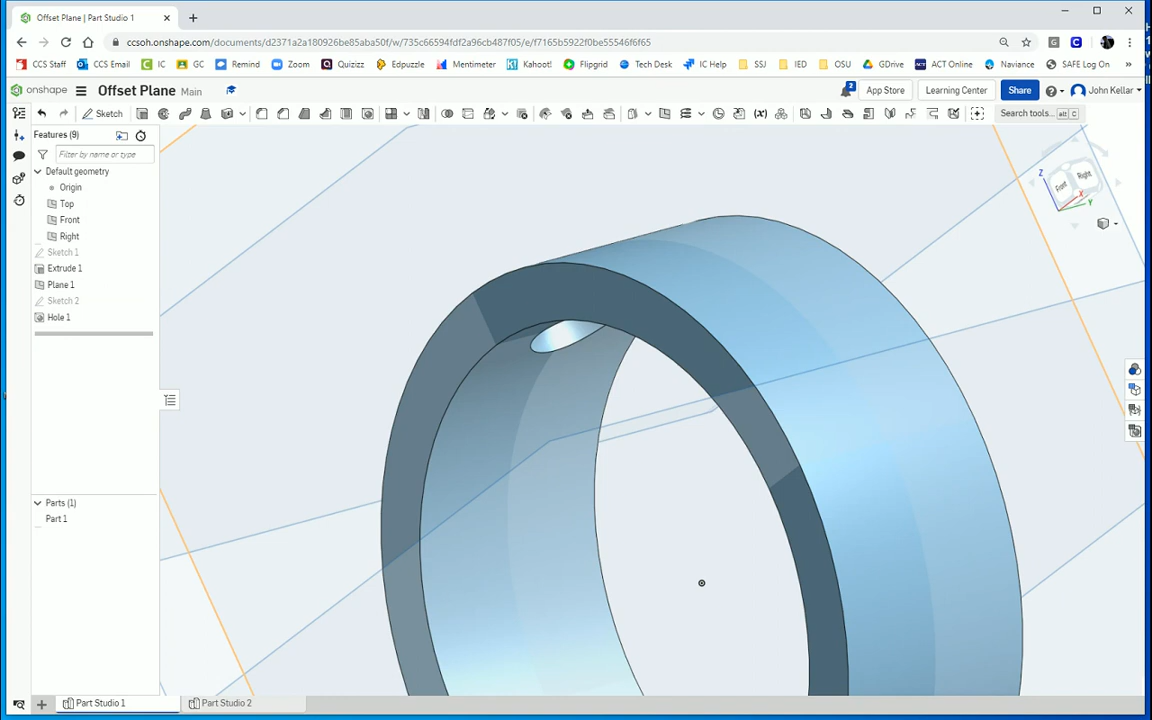 Offset Plane | Part Studio 1
ccsoh.onshape.com/documents/d2371a2a180926be85aba50f/w/735c66594fdf2a96cb487f05/e/f7165b5922f0be55546f6f65
CCS Staff CCS Email IC GC Remind Zoom Quizizz Edpuzzle Mentimeter Kahoot! Flipgrid Tech Desk IC Help SSJ IED OSU GDrive ACT Online Naviance SAFE Log On »
onshape Offset Plane Main 2 App Store Learning Center Share John Kellar
Sketch Search tools... alt C
Features (9)
Filter by name or type
Default geometry
Origin
Top
Front
Right
Sketch 1
Extrude 1
Plane 1
Sketch 2
Hole 1
Parts (1)
Part 1
Z Front Right X Y
Part Studio 1 Part Studio 2